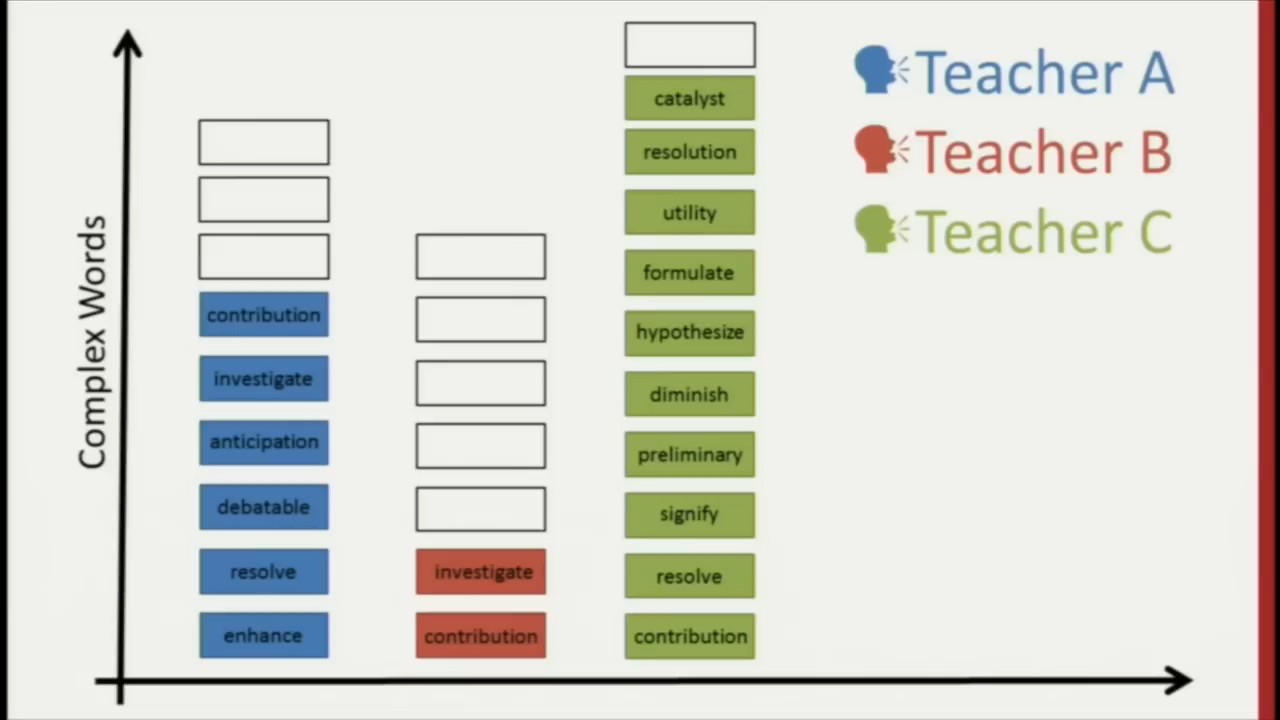 Complex Words
contribution
investigate
anticipation
debatable
resolve
enhance
investigate
contribution
catalyst
resolution
utility
formulate
hypothesize
diminish
preliminary
signify
resolve
contribution
Teacher A
Teacher B
Teacher C